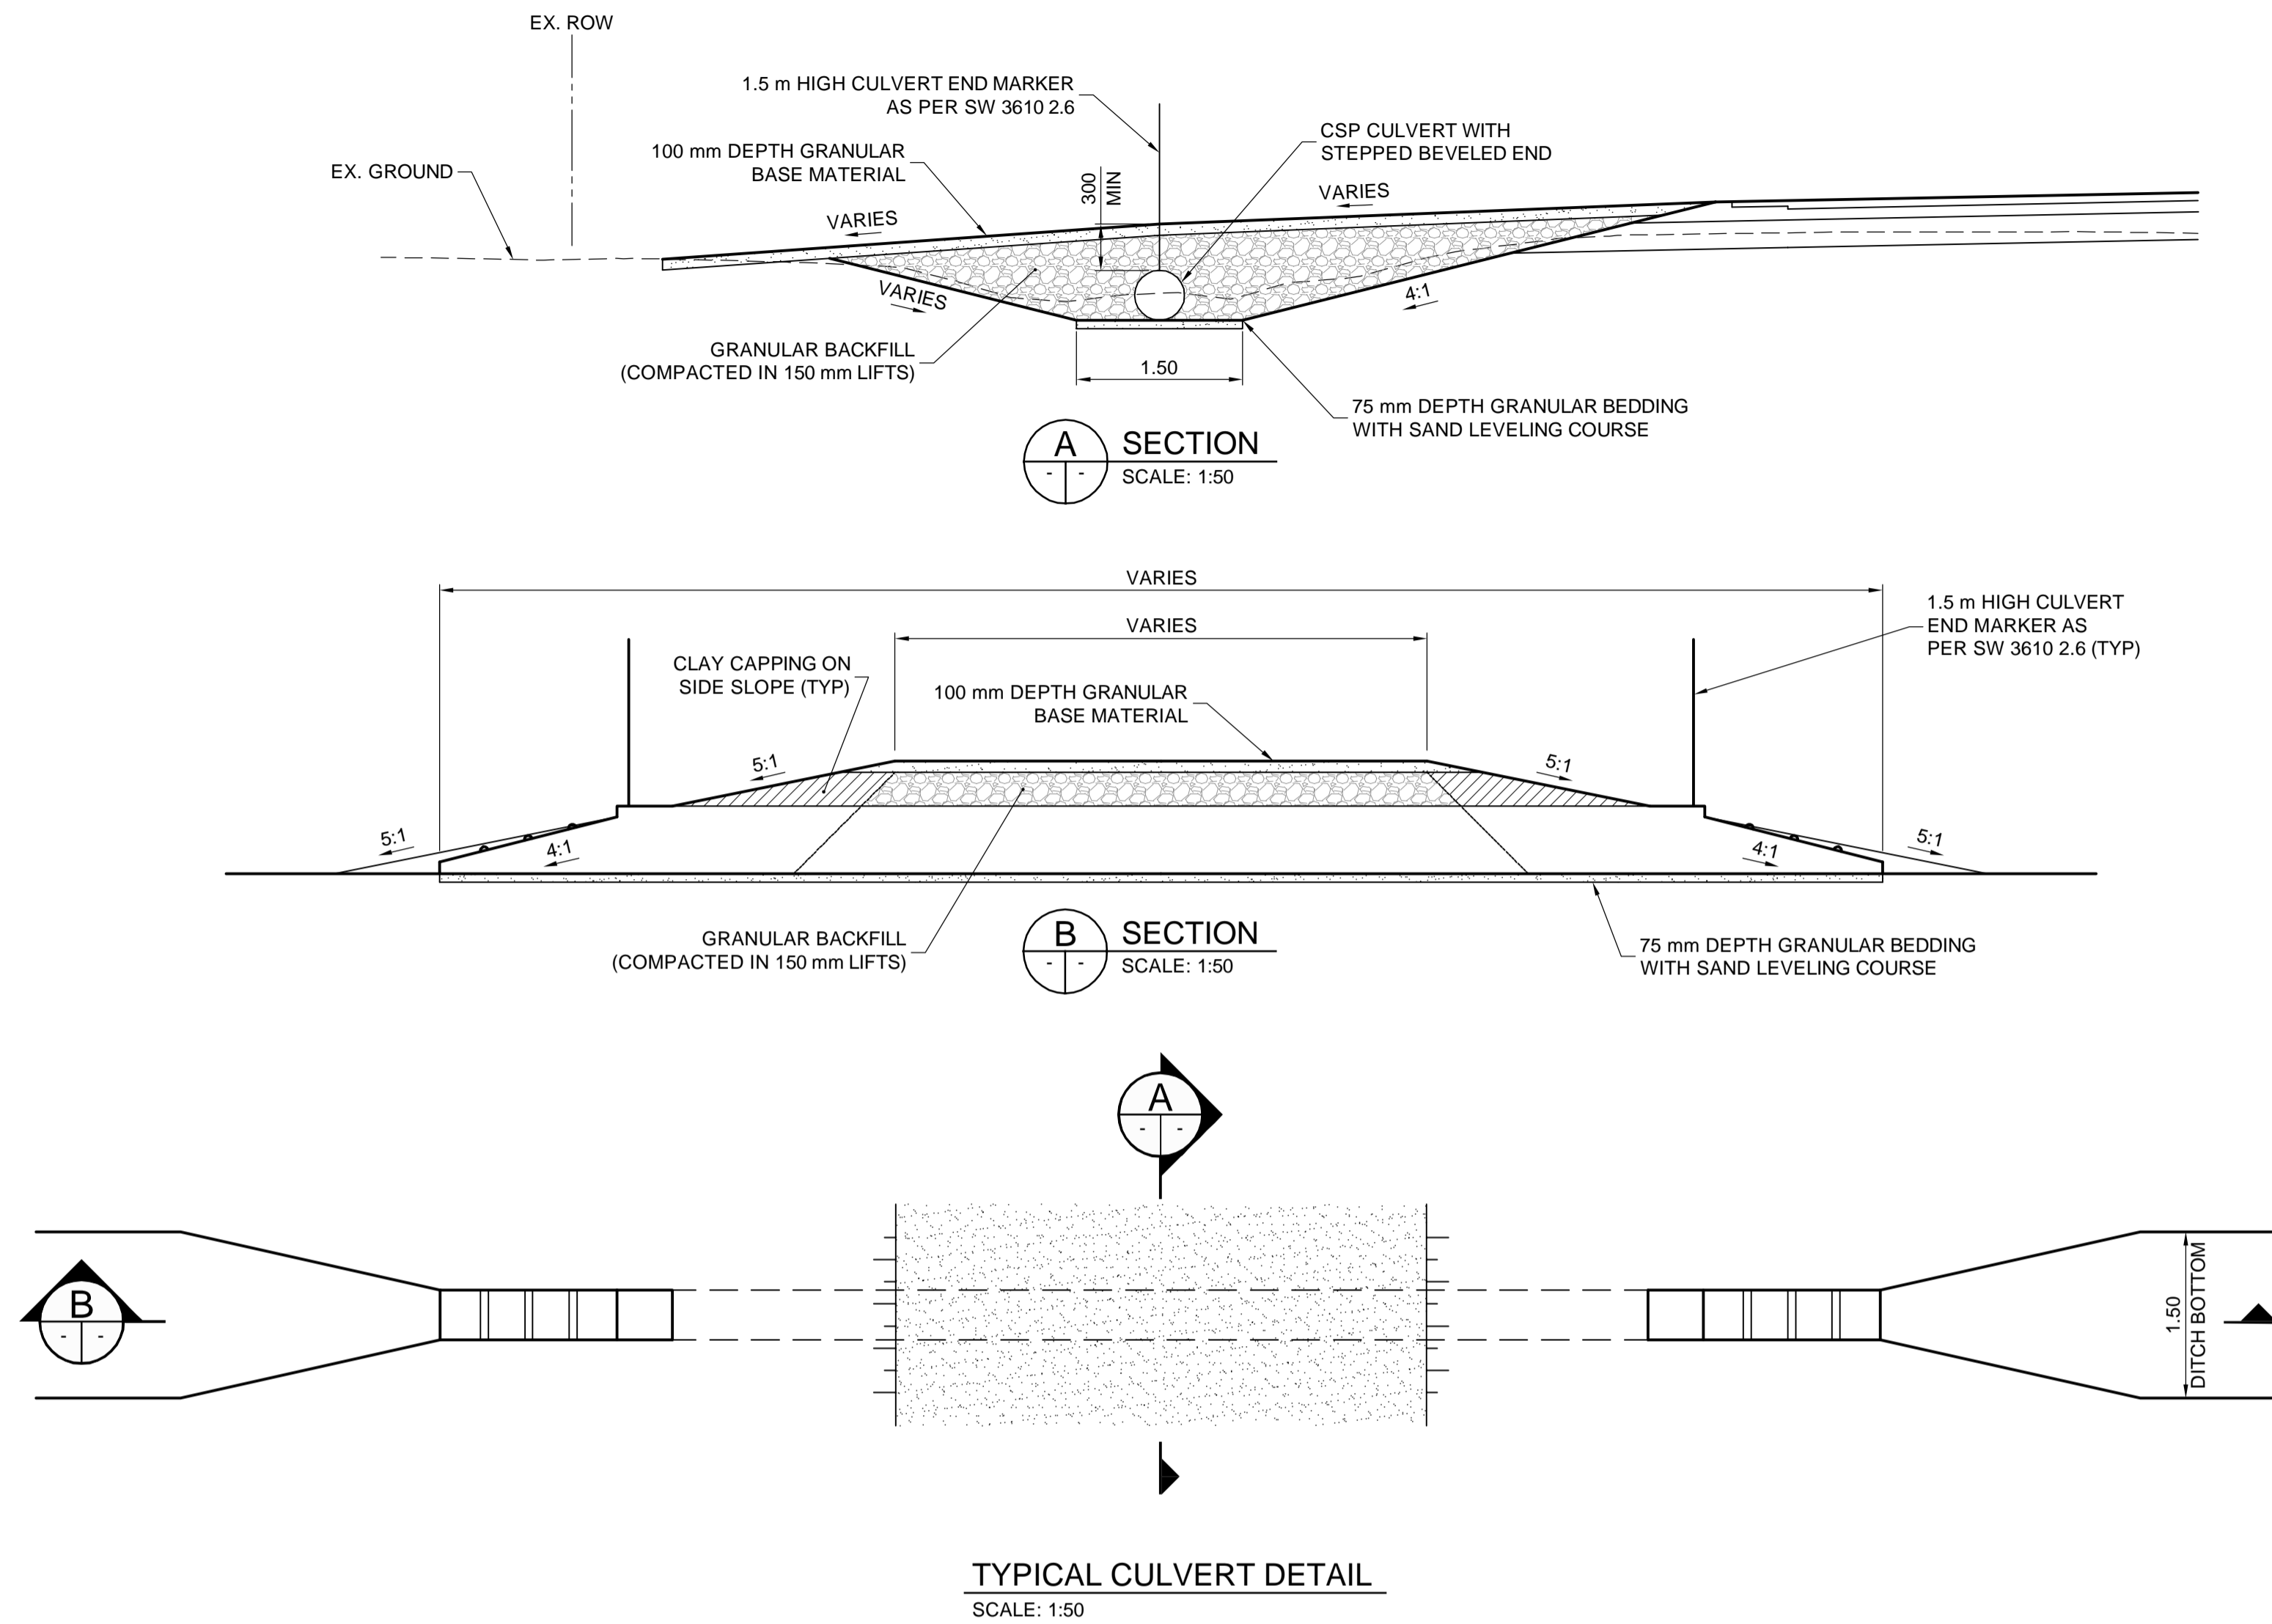 EX. ROW
1.5 m HIGH CULVERT END MARKER
AS PER SW 3610 2.6
CSP CULVERT WITH
STEPPED BEVELED END
100 mm DEPTH GRANULAR
BASE MATERIAL
EX. GROUND
300
MIN
VARIES
VARIES
VARIES
4:1
GRANULAR BACKFILL
(COMPACTED IN 150 mm LIFTS)
1.50
75 mm DEPTH GRANULAR BEDDING
WITH SAND LEVELING COURSE
A
- -
SECTION
SCALE: 1:50
VARIES
VARIES
1.5 m HIGH CULVERT
END MARKER AS
PER SW 3610 2.6 (TYP)
CLAY CAPPING ON
SIDE SLOPE (TYP)
100 mm DEPTH GRANULAR
BASE MATERIAL
5:1
5:1
5:1
4:1
4:1
5:1
GRANULAR BACKFILL
(COMPACTED IN 150 mm LIFTS)
75 mm DEPTH GRANULAR BEDDING
WITH SAND LEVELING COURSE
B
- -
SECTION
SCALE: 1:50
A
- -
B
- -
1.50
DITCH BOTTOM
TYPICAL CULVERT DETAIL
SCALE: 1:50